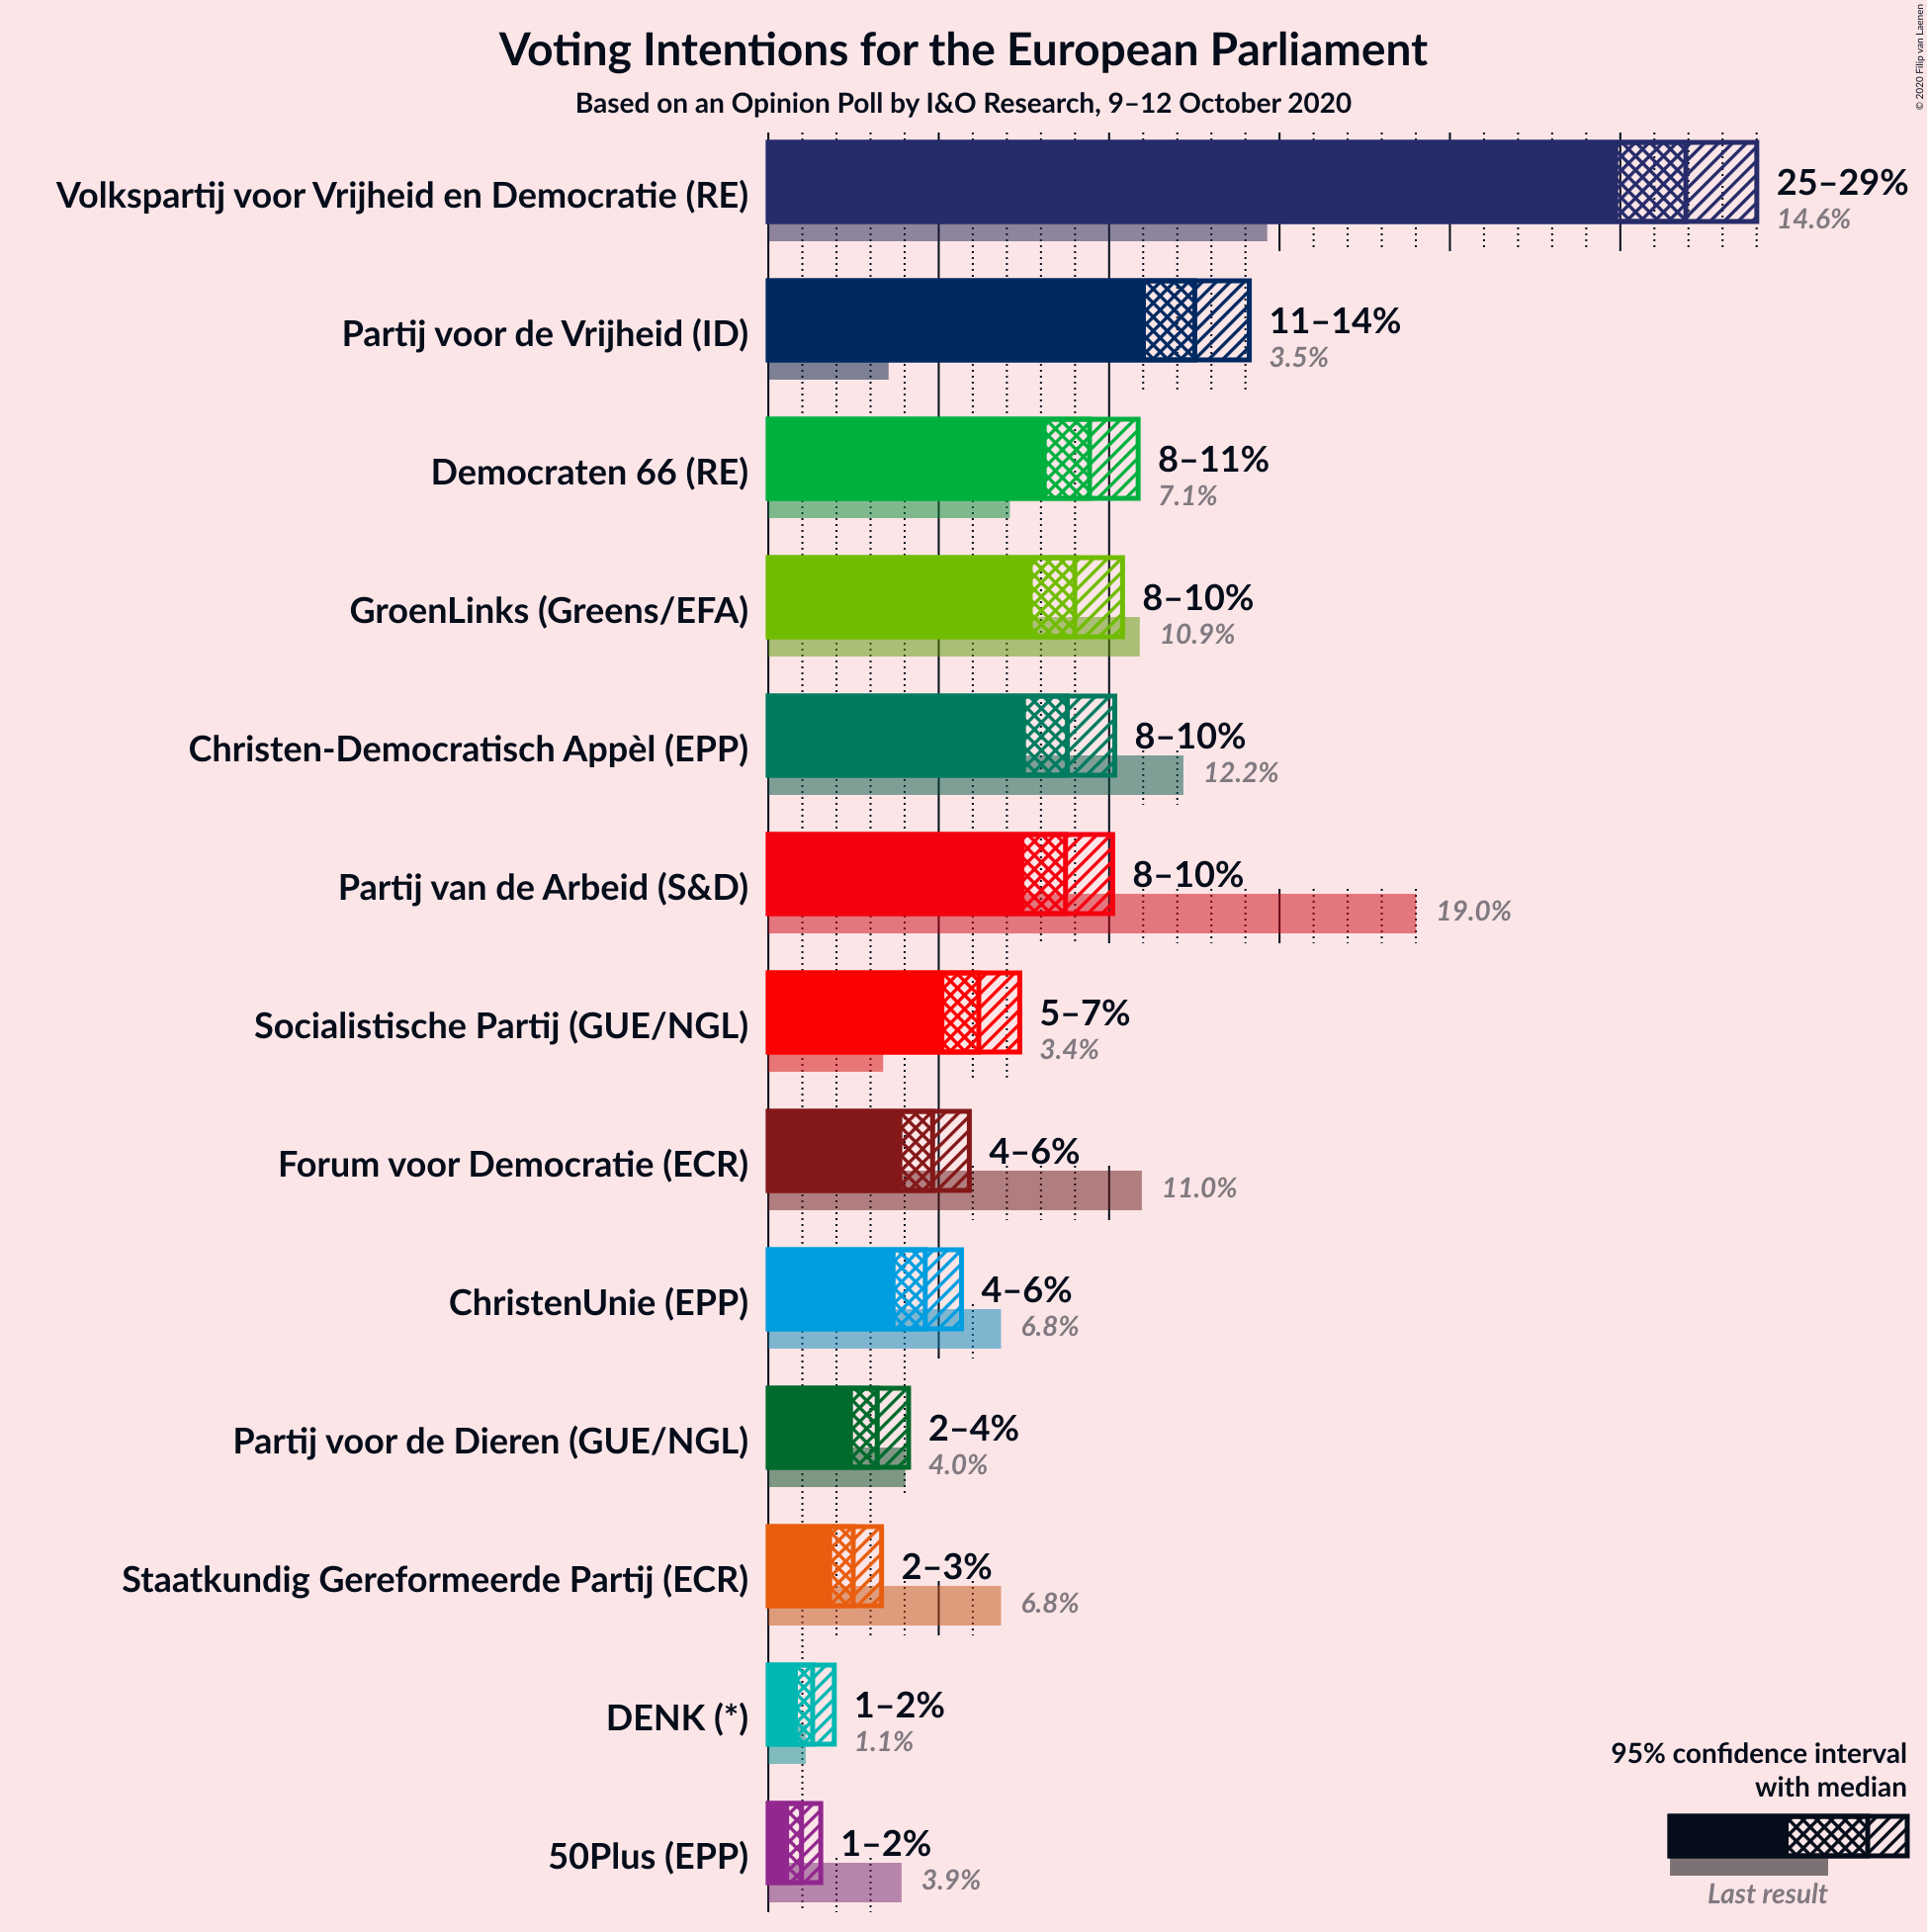 Voting Intentions for the European Parliament
Based on an Opinion Poll by I&O Research, 9–12 October 2020
© 2020 Filip van Laenen
Volkspartij voor Vrijheid en Democratie (RE)
25–29%
14.6%
Partij voor de Vrijheid (ID)
11–14%
3.5%
Democraten 66 (RE)
8–11%
7.1%
GroenLinks (Greens/EFA)
8–10%
10.9%
Christen-Democratisch Appèl (EPP)
8–10%
12.2%
Partij van de Arbeid (S&D)
8–10%
19.0%
Socialistische Partij (GUE/NGL)
5–7%
3.4%
Forum voor Democratie (ECR)
4–6%
11.0%
ChristenUnie (EPP)
4–6%
6.8%
Partij voor de Dieren (GUE/NGL)
2–4%
4.0%
Staatkundig Gereformeerde Partij (ECR)
2–3%
6.8%
DENK (*)
1–2%
1.1%
50Plus (EPP)
1–2%
3.9%
95% confidence interval
with median
Last result